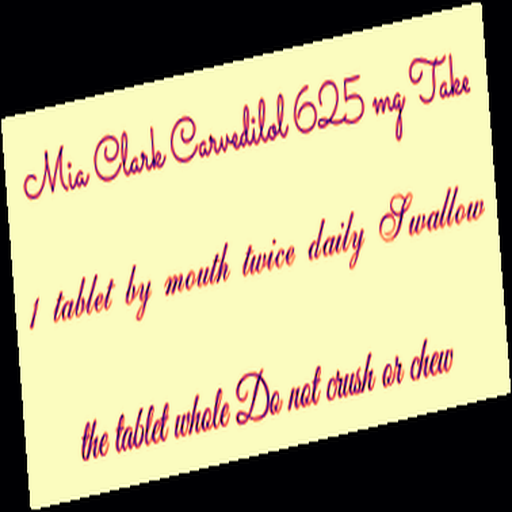 Mia Clark Carvedilol 625 mg Take
1 tablet by mouth twice daily Swallow
the tablet whole Do not crush or chew